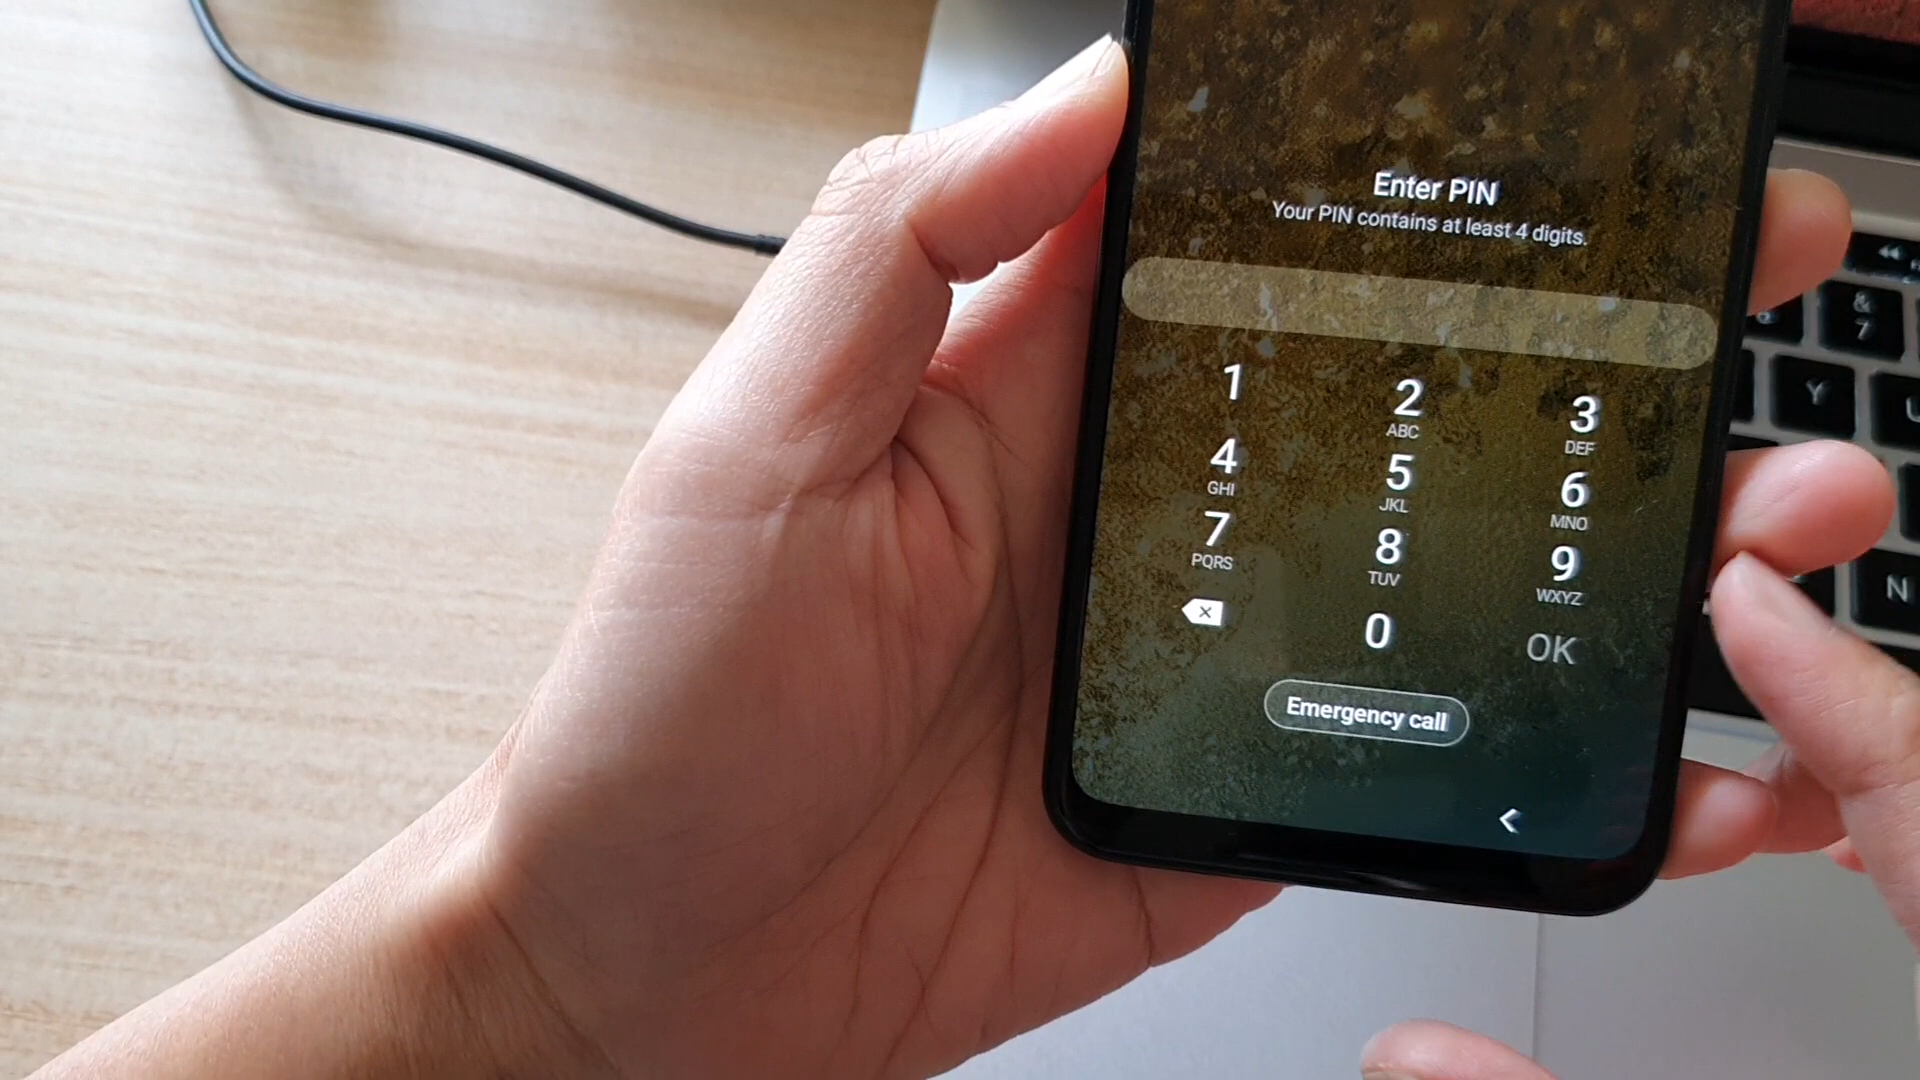 Enter PIN
Your PIN contains at least 4 digits.
1
2
ABC
3
DEF
4
GHI
5
JKL
6
MNO
7
PQRS
8
TUV
9
WXYZ
0
OK
Emergency call
&
7
Y
U
N